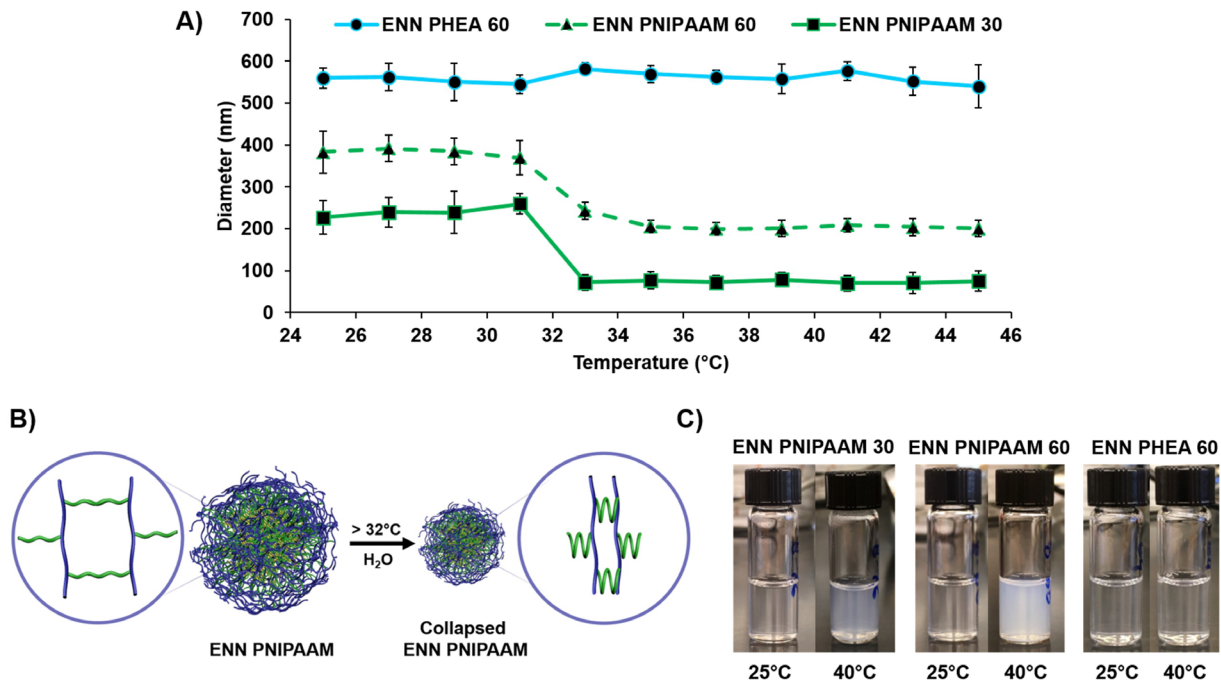 A)
ENN PHEA 60 ENN PNIPAAM 60 ENN PNIPAAM 30
Diameter (nm)
700
600
500
400
300
200
100
0
24 26 28 30 32 34 36 38 40 42 44 46
Temperature (°C)
B)
> 32°C
H₂O
ENN PNIPAAM
Collapsed
ENN PNIPAAM
C)
ENN PNIPAAM 30 ENN PNIPAAM 60 ENN PHEA 60
25°C 40°C 25°C 40°C 25°C 40°C